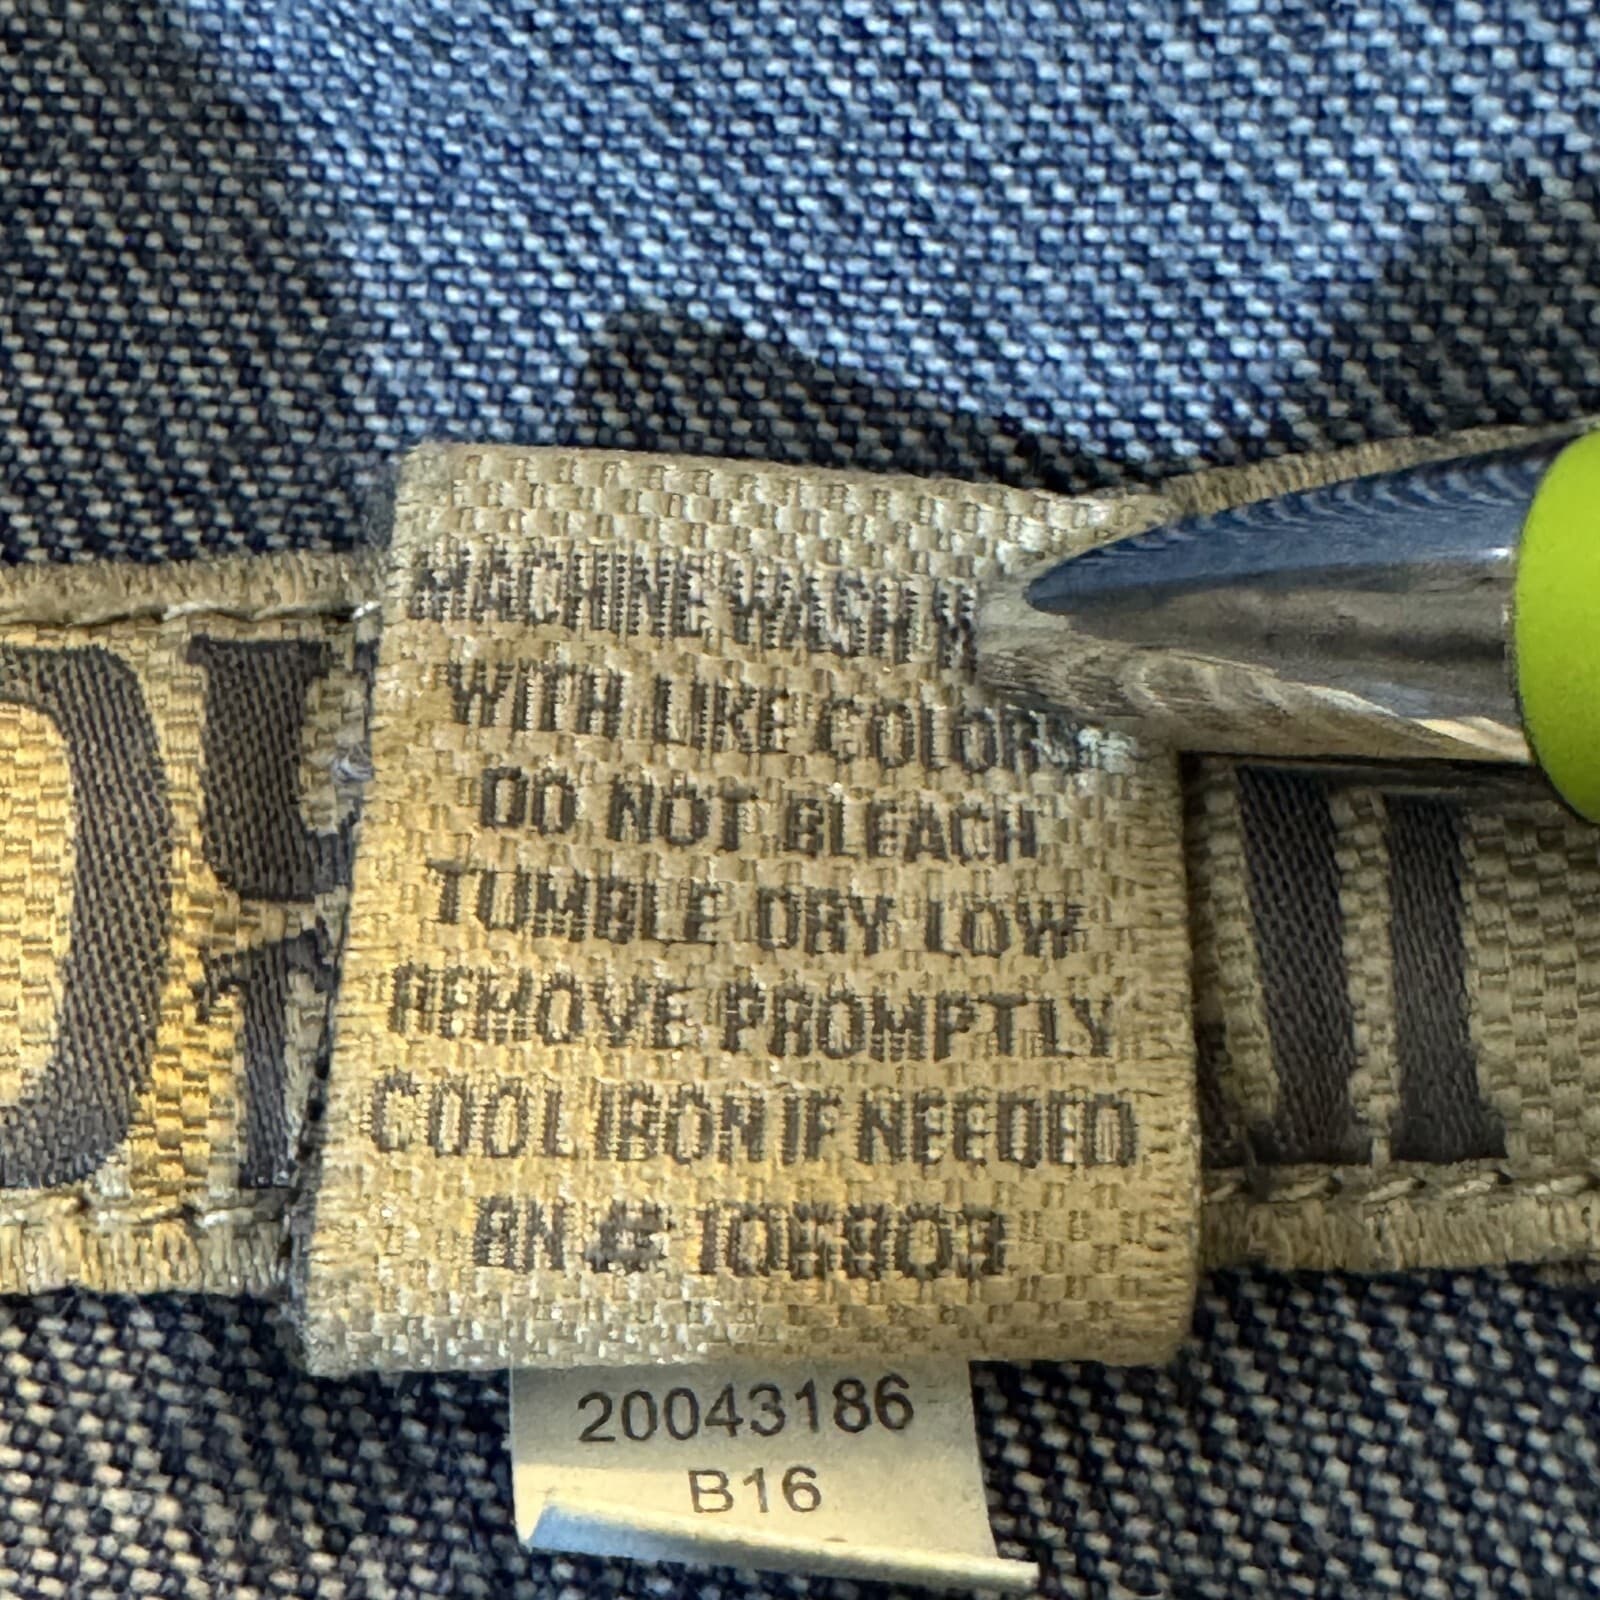 MACHINE WASH
WITH LIKE COLORS
DO NOT BLEACH
TUMBLE DRY LOW
REMOVE PROMPTLY
COOL IRON IF NEEDED
RN #
20043186
B16